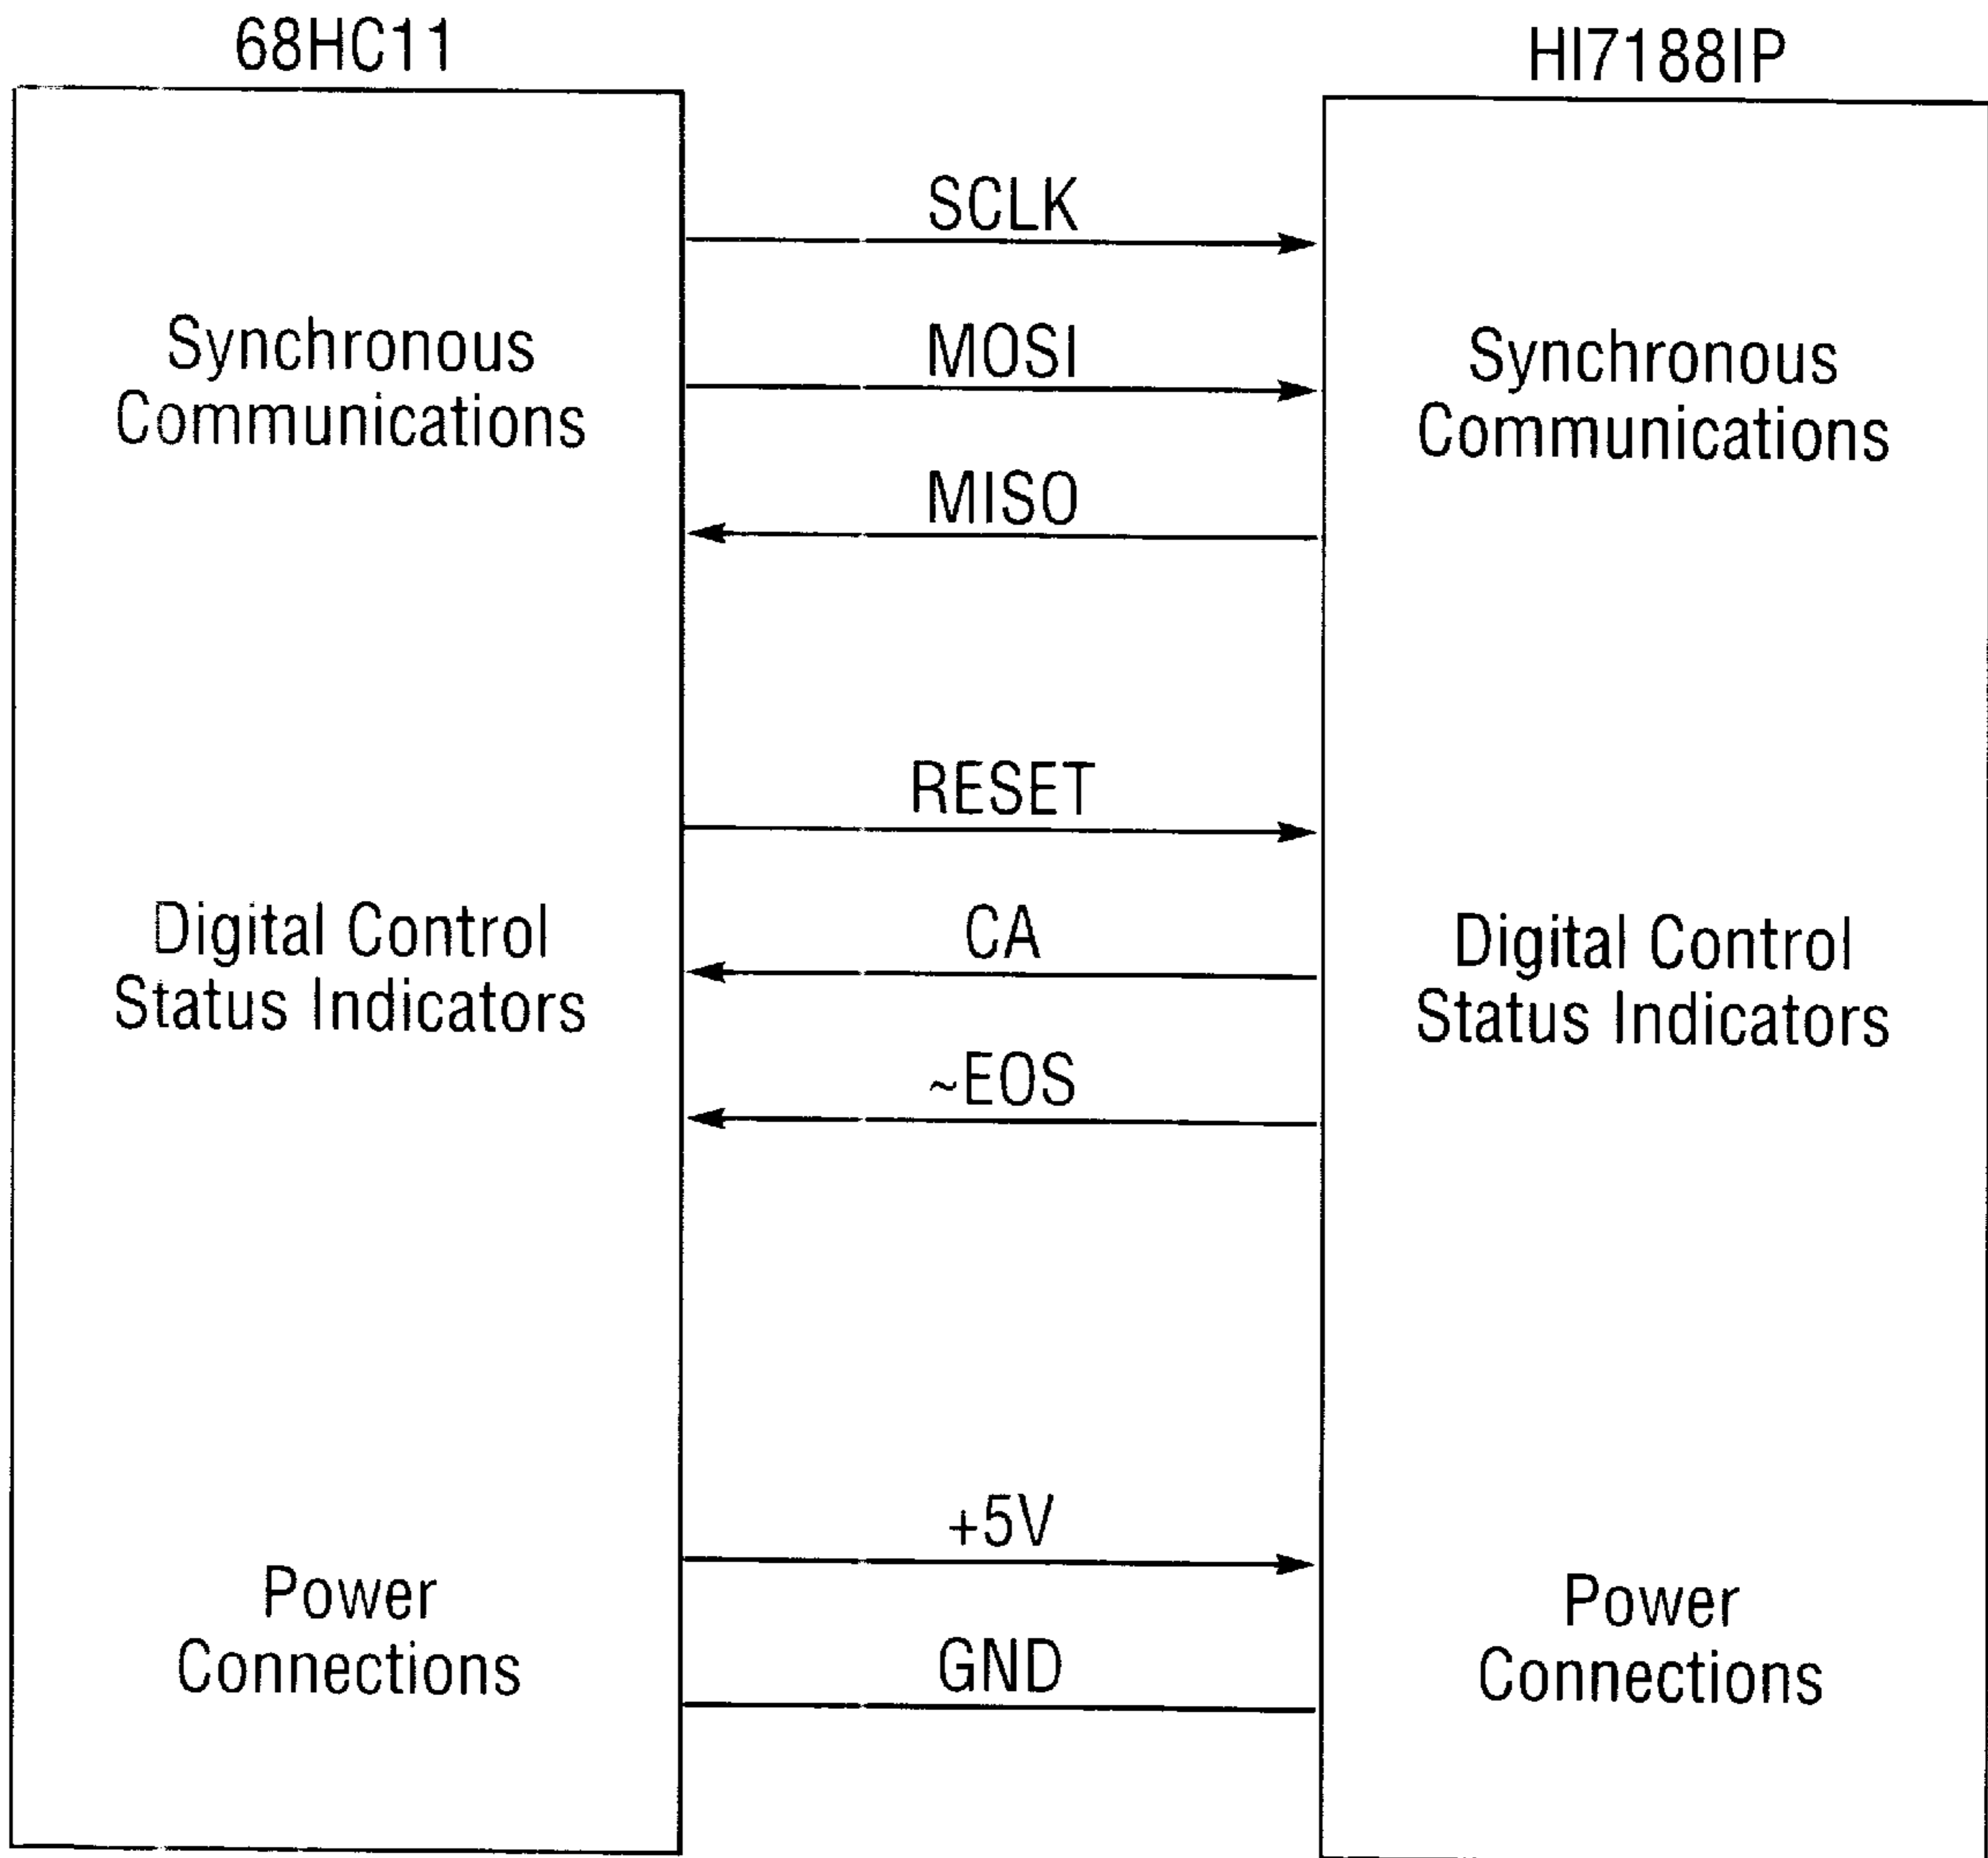 68HC11
HI7188IP
SCLK
MOSI
MISO
Synchronous
Communications
Synchronous
Communications
RESET
CA
~EOS
Digital Control
Status Indicators
Digital Control
Status Indicators
+5V
GND
Power
Connections
Power
Connections